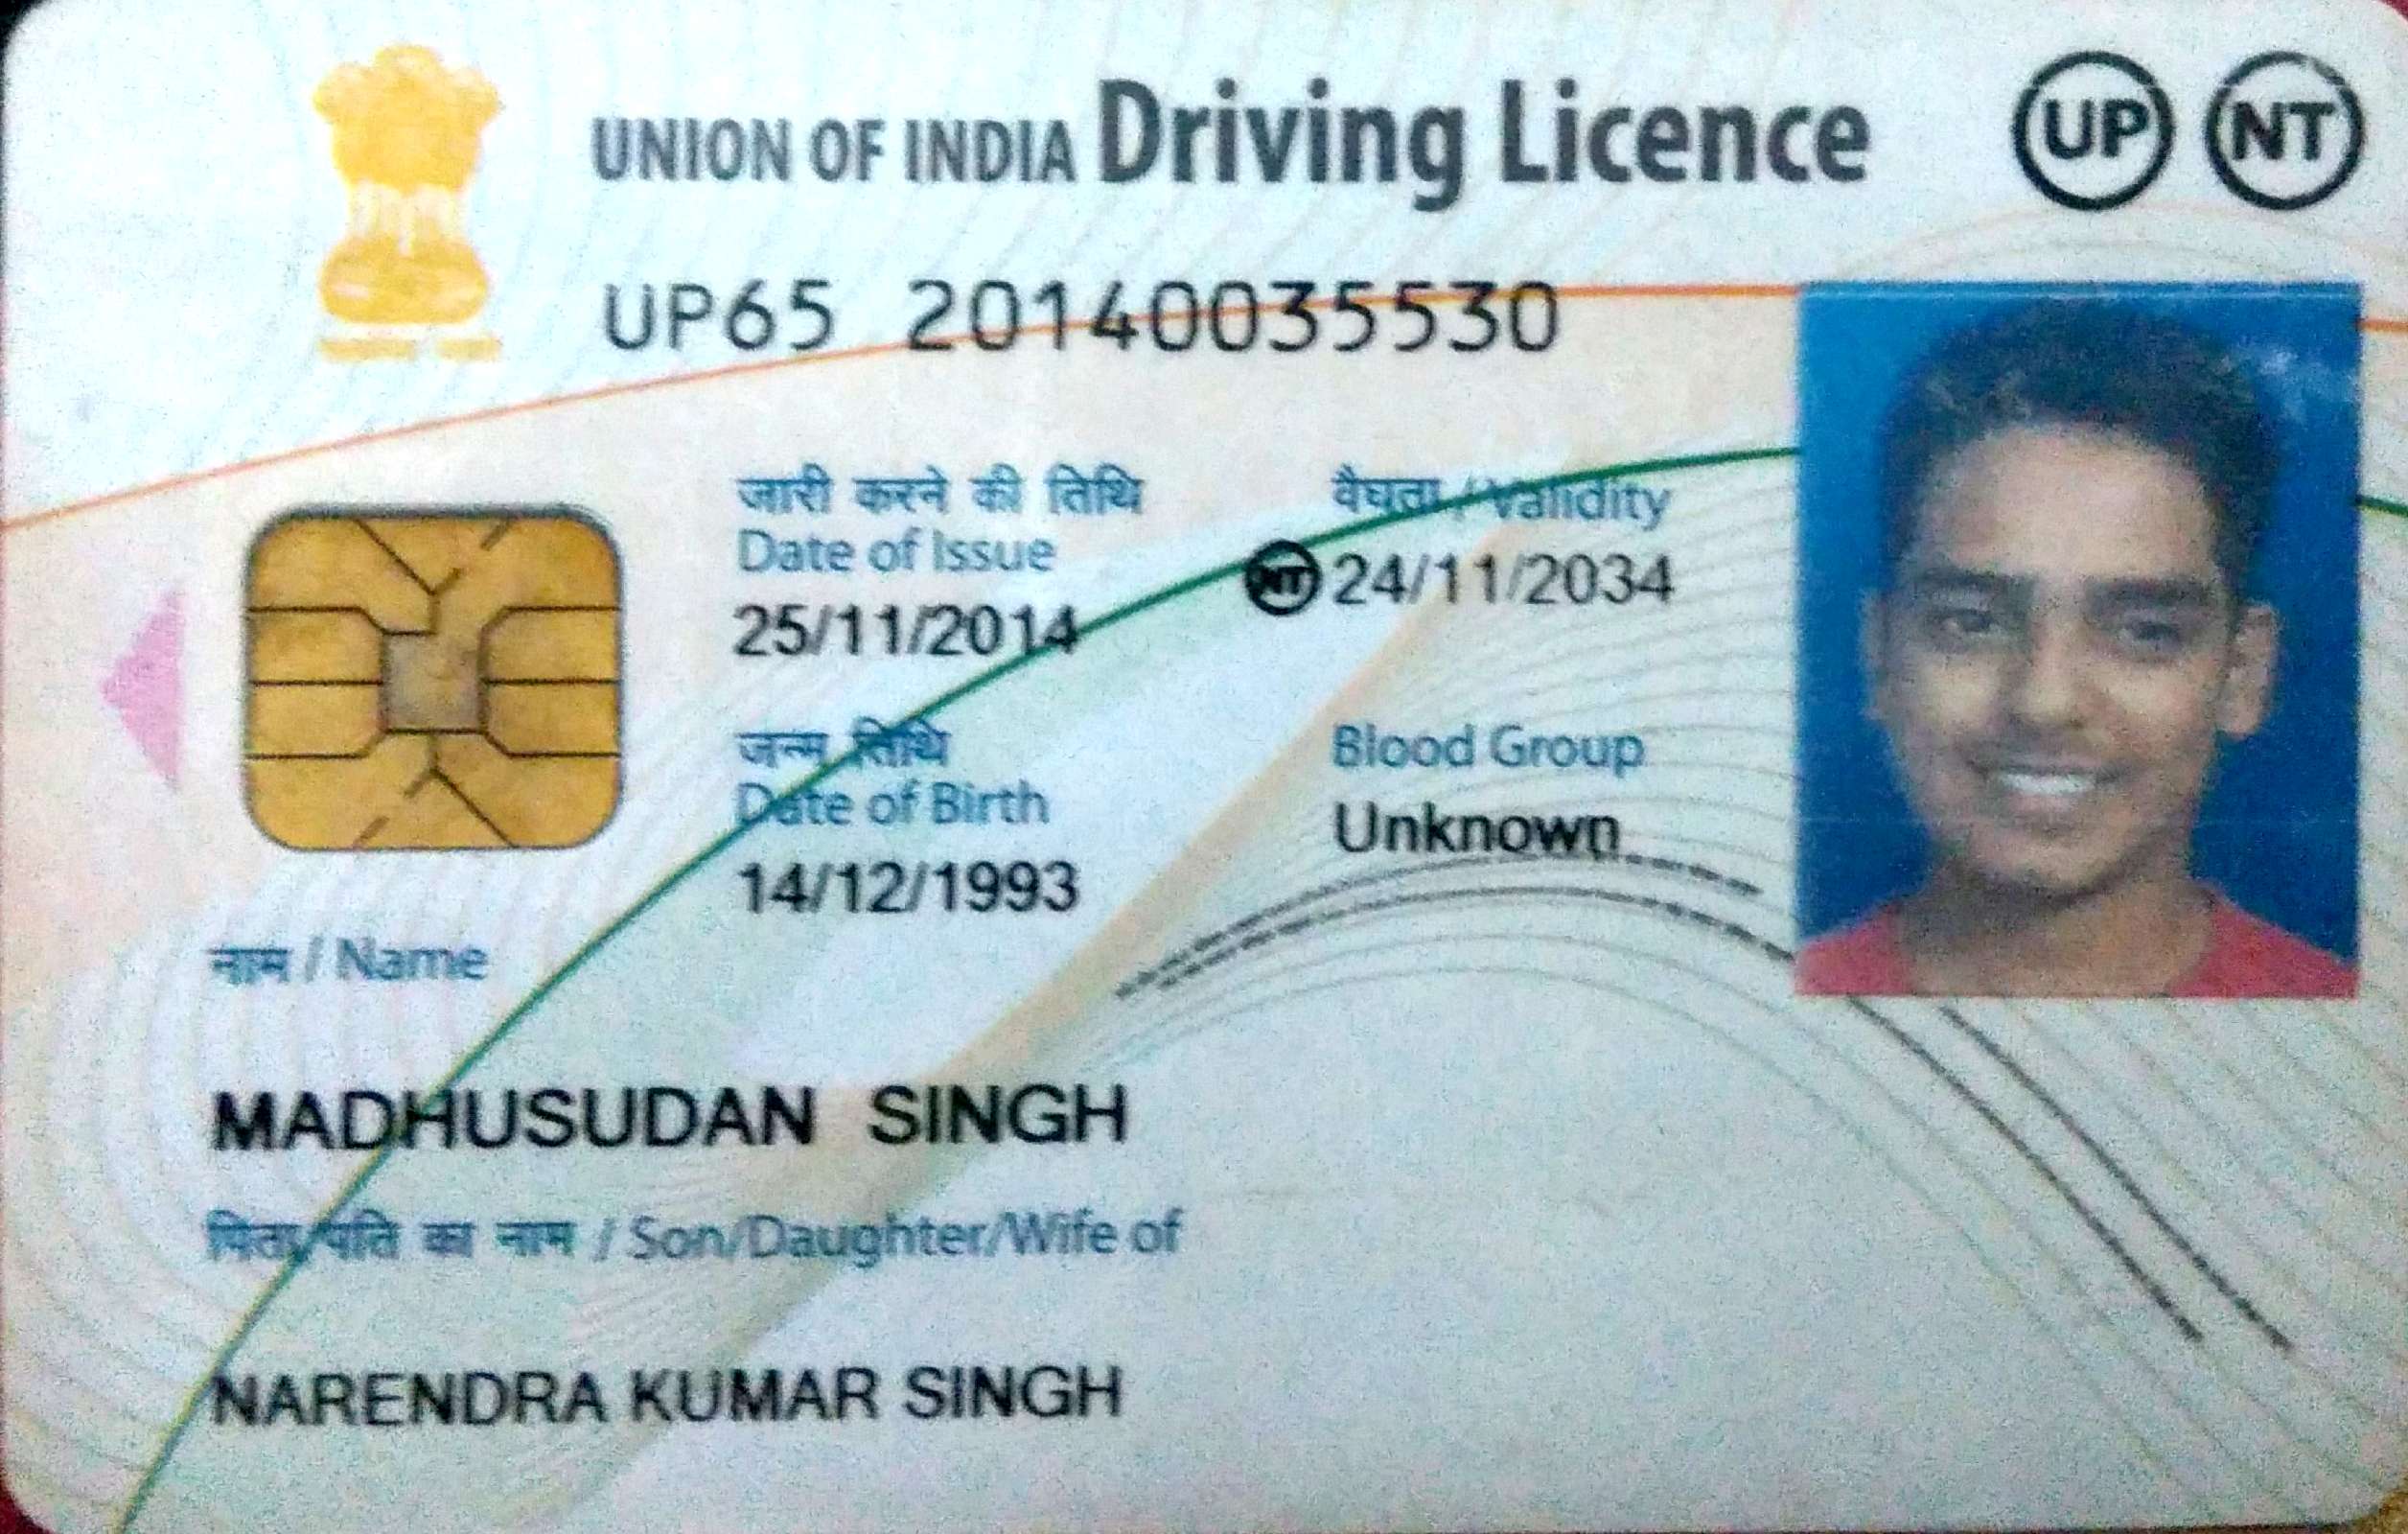 UNION OF INDIA Driving Licence UP NT
UP65 20140035530
जारी करने की तिथि
Date of Issue
25/11/2014
वैघता / Validity
NT 24/11/2034
जन्म तिथि
Date of Birth
14/12/1993
Blood Group
Unknown
नाम / Name
MADHUSUDAN SINGH
पिता/पति का नाम / Son/Daughter/Wife of
NARENDRA KUMAR SINGH